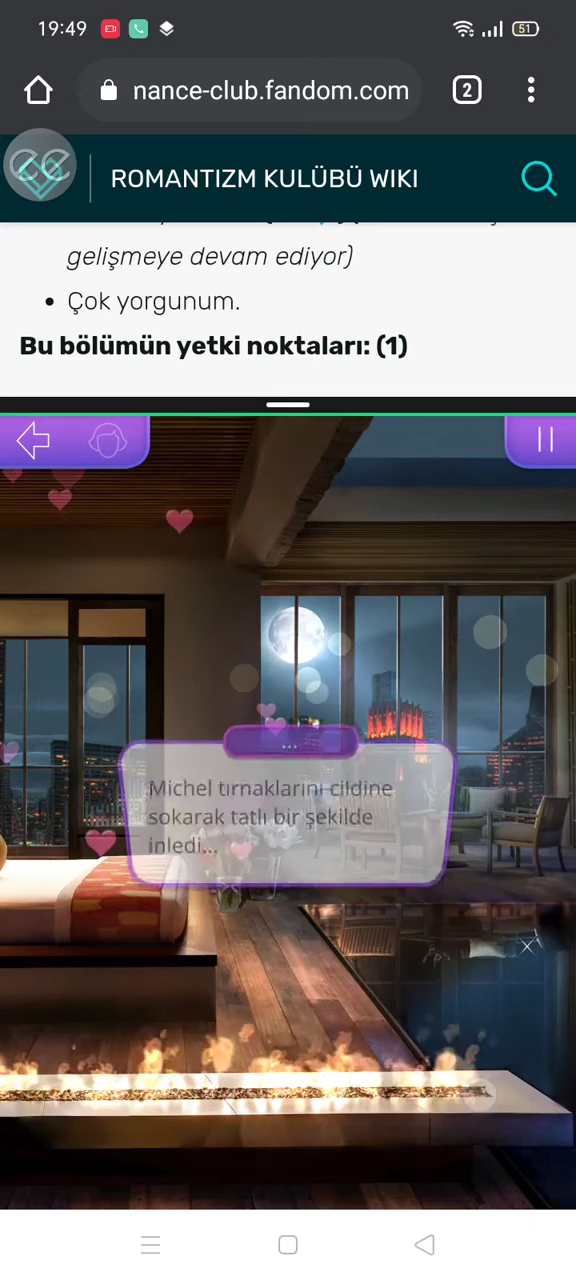 19:49
51
nance-club.fandom.com
2
ROMANTIZM KULÜBÜ WIKI
gelişmeye devam ediyor)
• Çok yorgunum.
Bu bölümün yetki noktaları: (1)
...
Michel tırnaklarını cildine
sokarak tatlı bir şekilde
inledi...